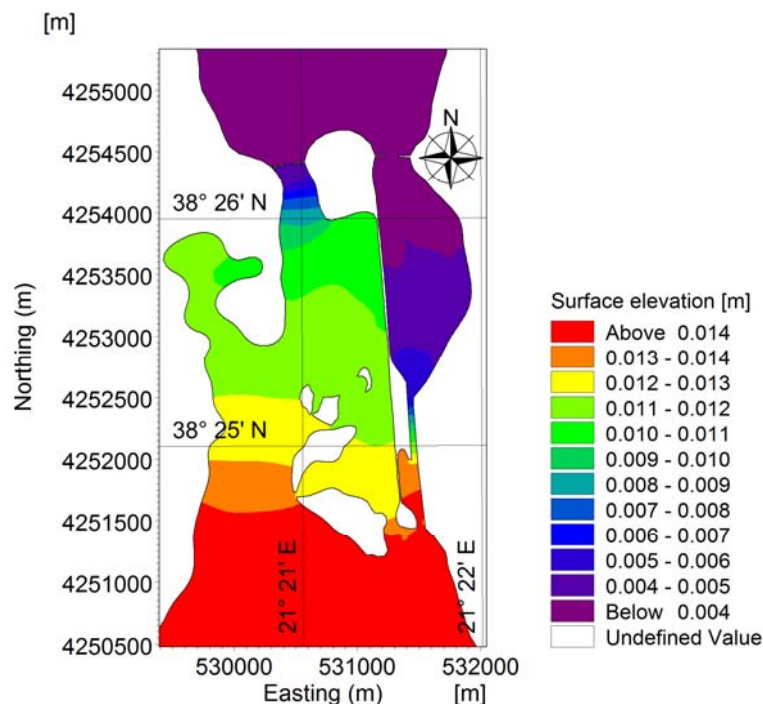 [m]
N
4255000
4254500
4254000
4253500
4253000
4252500
4252000
4251500
4251000
4250500
Northing (m)
38° 26' N
38° 25' N
21° 21' E
21° 22' E
530000
531000
532000
Easting (m)
[m]
Surface elevation [m]
Above 0.014
0.013 - 0.014
0.012 - 0.013
0.011 - 0.012
0.010 - 0.011
0.009 - 0.010
0.008 - 0.009
0.007 - 0.008
0.006 - 0.007
0.005 - 0.006
0.004 - 0.005
Below 0.004
Undefined Value